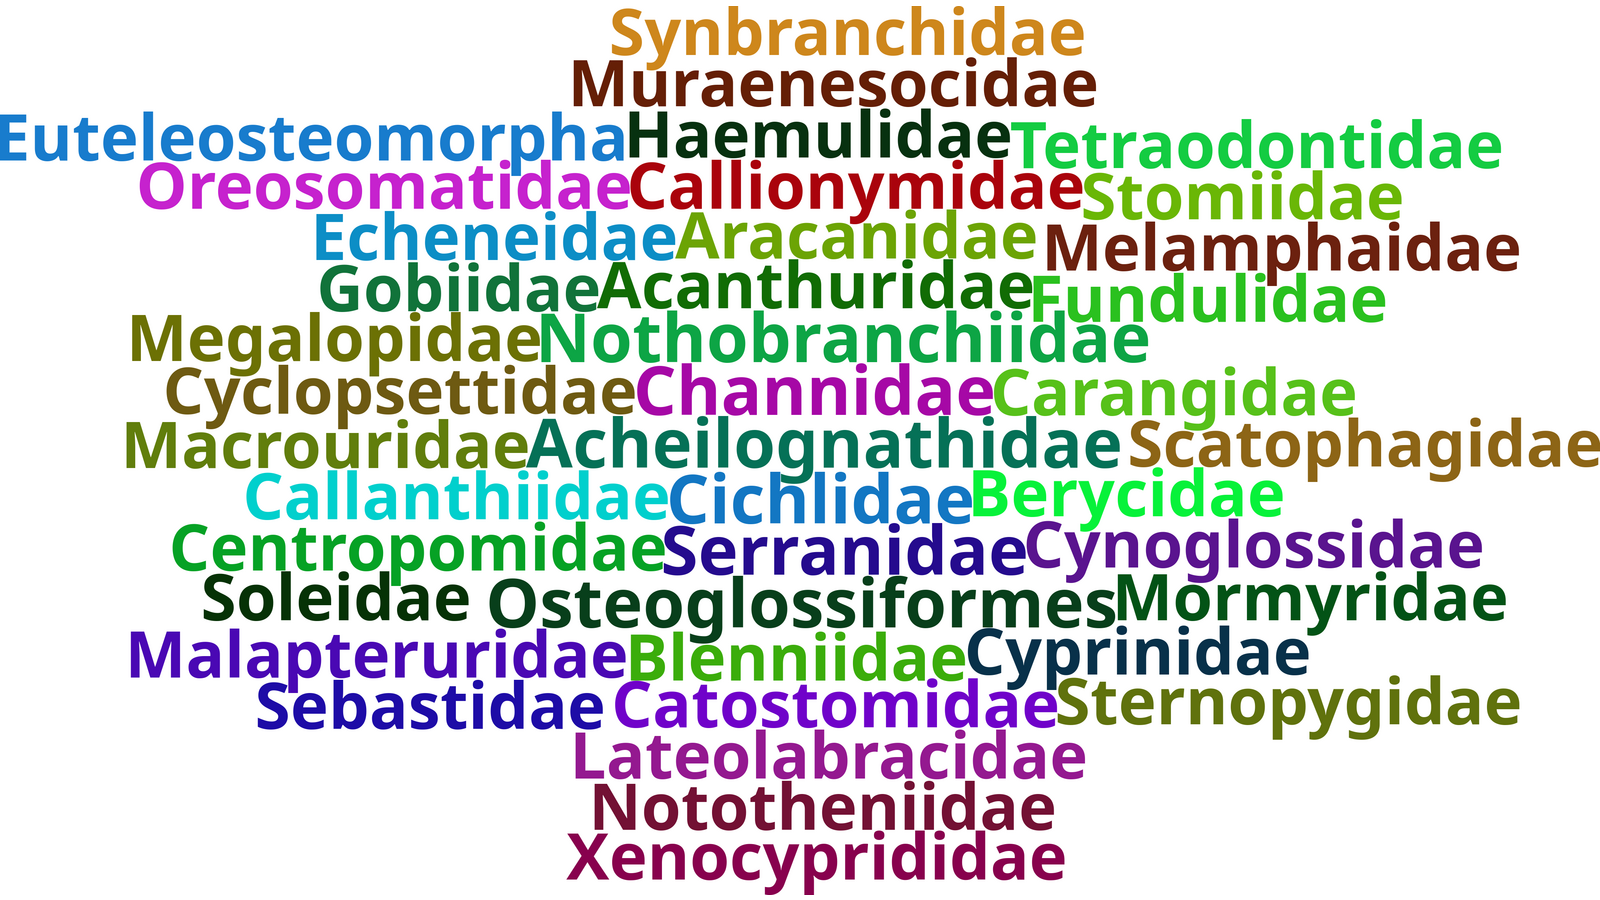 Synbranchidae
Muraenesocidae
Euteleosteomorpha Haemulidae Tetraodontidae
Oreosomatidae Callionymidae Stomiidae
Echeneidae Aracanidae Melamphaidae
Gobiidae Acanthuridae Fundulidae
Megalopidae Nothobranchiidae
Cyclopsettidae Channidae Carangidae
Macrouridae Acheilognathidae Scatophagidae
Callanthiidae Cichlidae Berycidae
Centropomidae Serranidae Cynoglossidae
Soleidae Osteoglossiformes Mormyridae
Malapteruridae Blenniidae Cyprinidae
Sebastidae Catostomidae Sternopygidae
Lateolabracidae
Nototheniidae
Xenocyprididae